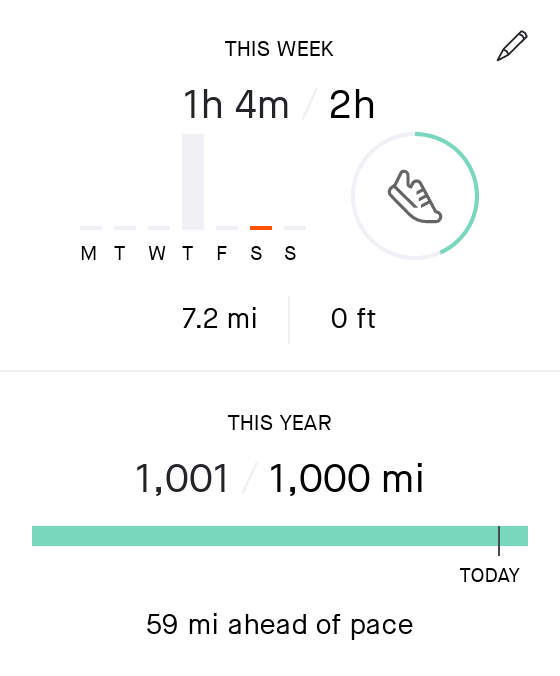 THIS WEEK
1h 4m / 2h
M T W T F S S
7.2 mi 0 ft
THIS YEAR
1,001 / 1,000 mi
TODAY
59 mi ahead of pace